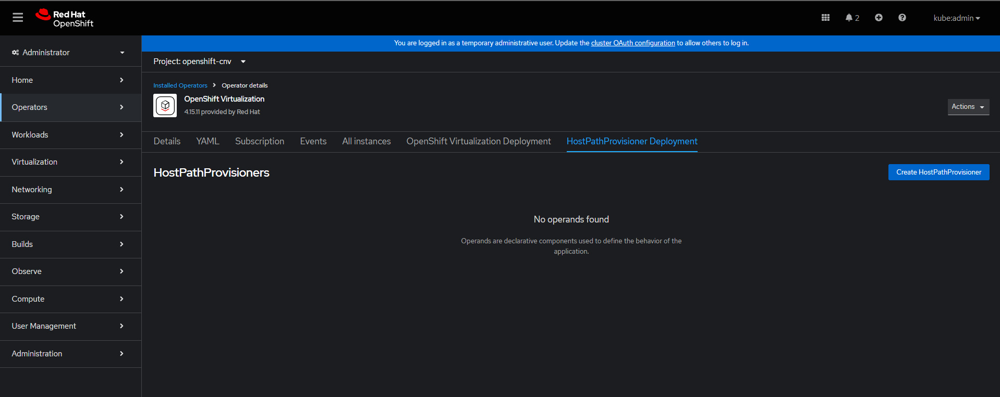 Red Hat
OpenShift
2
kube:admin
Administrator
Home
Operators
Workloads
Virtualization
Networking
Storage
Builds
Observe
Compute
User Management
Administration
You are logged in as a temporary administrative user. Update the cluster OAuth configuration to allow others to log in.
Project: openshift-cnv
Installed Operators > Operator details
OpenShift Virtualization
4.15.11 provided by Red Hat
Actions
Details YAML Subscription Events All instances OpenShift Virtualization Deployment HostPathProvisioner Deployment
HostPathProvisioners
Create HostPathProvisioner
No operands found
Operands are declarative components used to define the behavior of the
application.